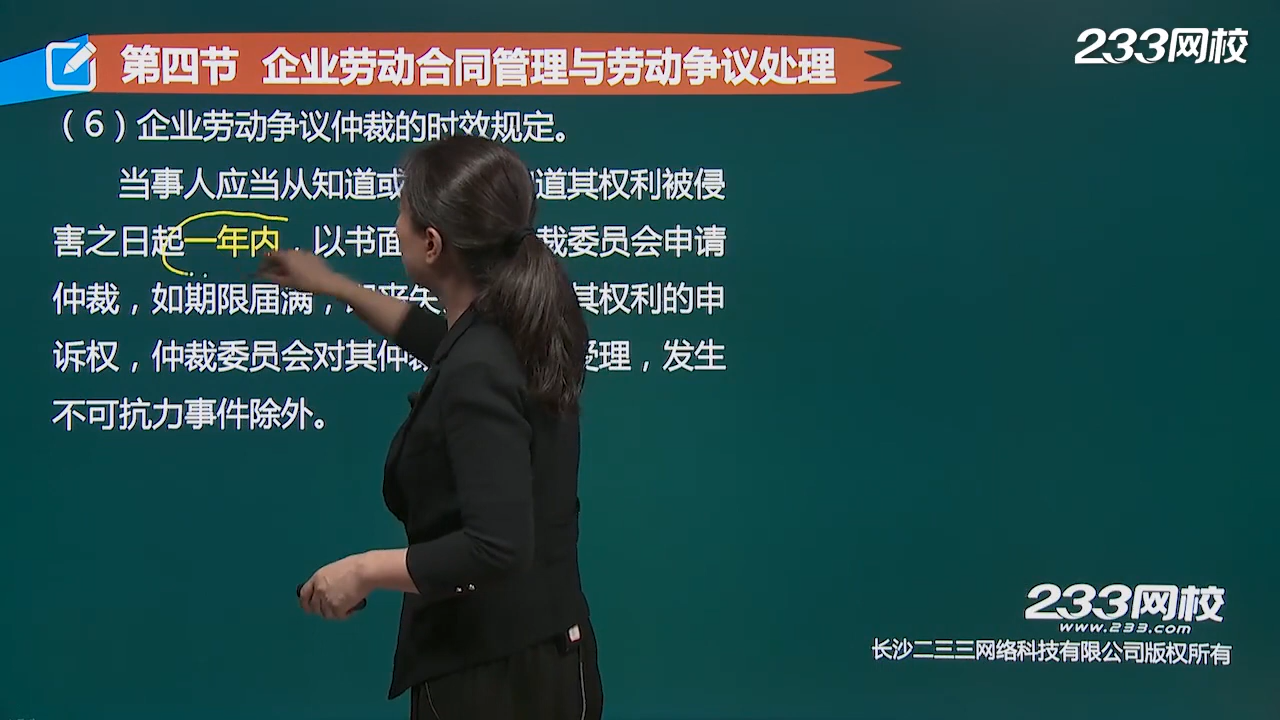 233网校
第四节 企业劳动合同管理与劳动争议处理
（6）企业劳动争议仲裁的时效规定。
当事人应当从知道或 道其权利被侵
害之日起一年内，以书面 裁委员会申请
仲裁，如期限届满， 其权利的申
诉权，仲裁委员会对其仲裁 受理，发生
不可抗力事件除外。
233网校
www.233.com
长沙二三三网络科技有限公司版权所有